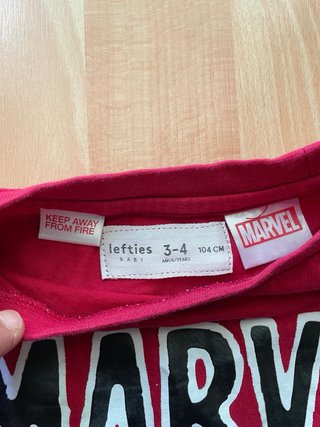 KEEP AWAY
FROM FIRE
lefties
BABY
3-4
AÑOS/YEARS
104 CM
MARVEL
MARV